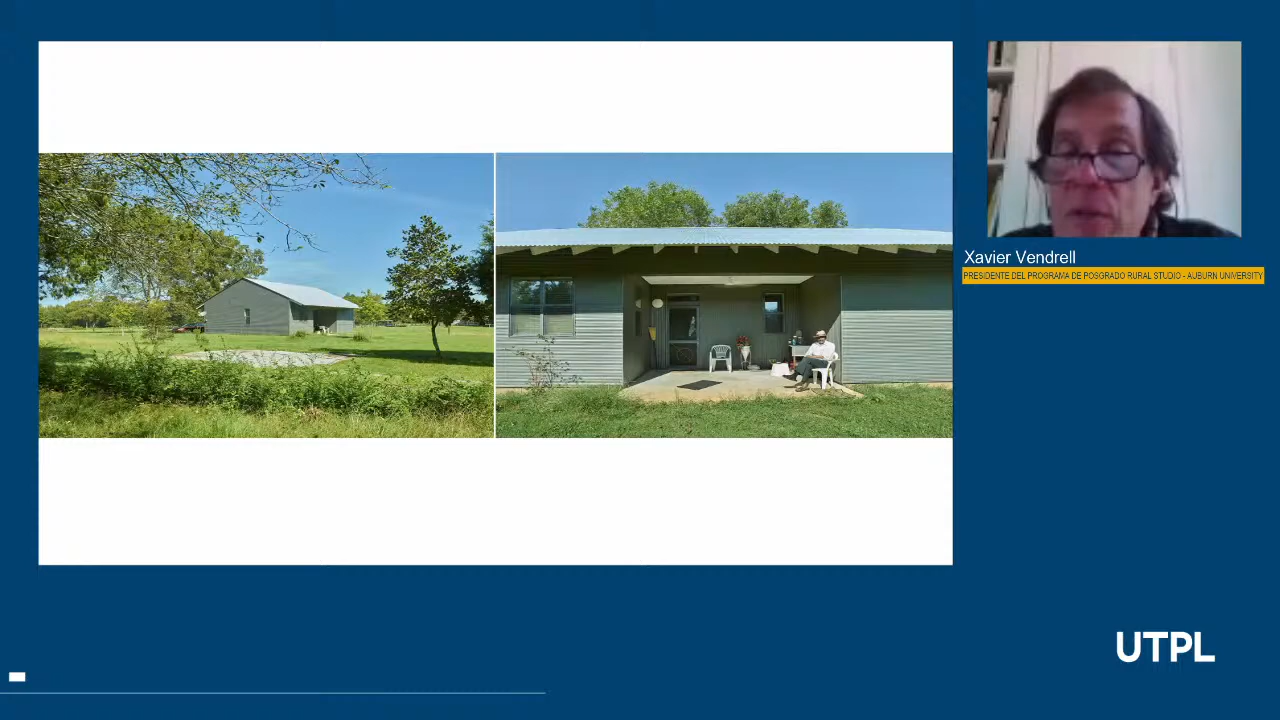 Xavier Vendrell
PRESIDENTE DEL PROGRAMA DE POSGRADO RURAL STUDIO - AUBURN UNIVERSITY
UTPL